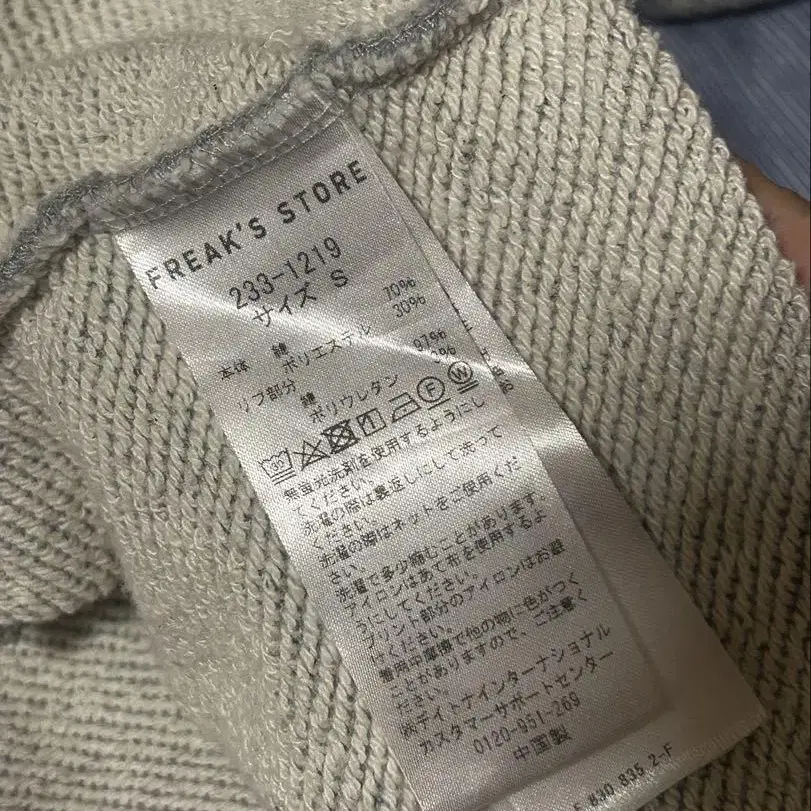 FREAK'S STORE
233-1219
サイズ S
本体 綿 70%
ポリエステル 30%
リブ部分 綿 97%
ポリウレタン 3%
30 F W
無蛍光洗剤を使用するようにし
てください。
洗濯の際は裏返しにして洗って
ください。
洗濯の際はネットをご使用くだ
さい。
洗濯で多少縮むことがあります。
アイロンはあて布を使用するよ
うにしてください。
プリント部分のアイロンはお避
けください。
着用中摩擦で他の物に色がつく
ことがありますので、ご注意く
ださい。
㈱デイトナインターナショナル
カスタマーサポートセンター
0120-951-269
中国製
835 2-F